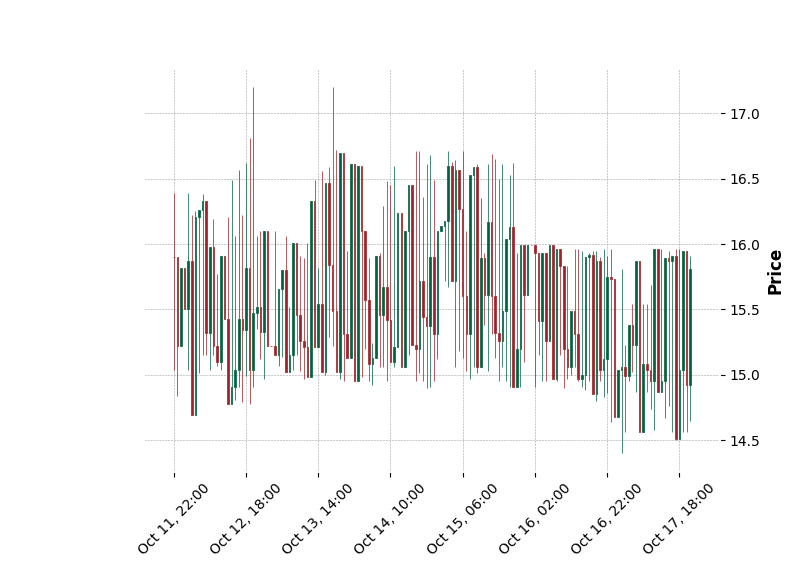 17.0
16.5
16.0
15.5
15.0
14.5
Price
Oct 11, 22:00
Oct 12, 18:00
Oct 13, 14:00
Oct 14, 10:00
Oct 15, 06:00
Oct 16, 02:00
Oct 16, 22:00
Oct 17, 18:00